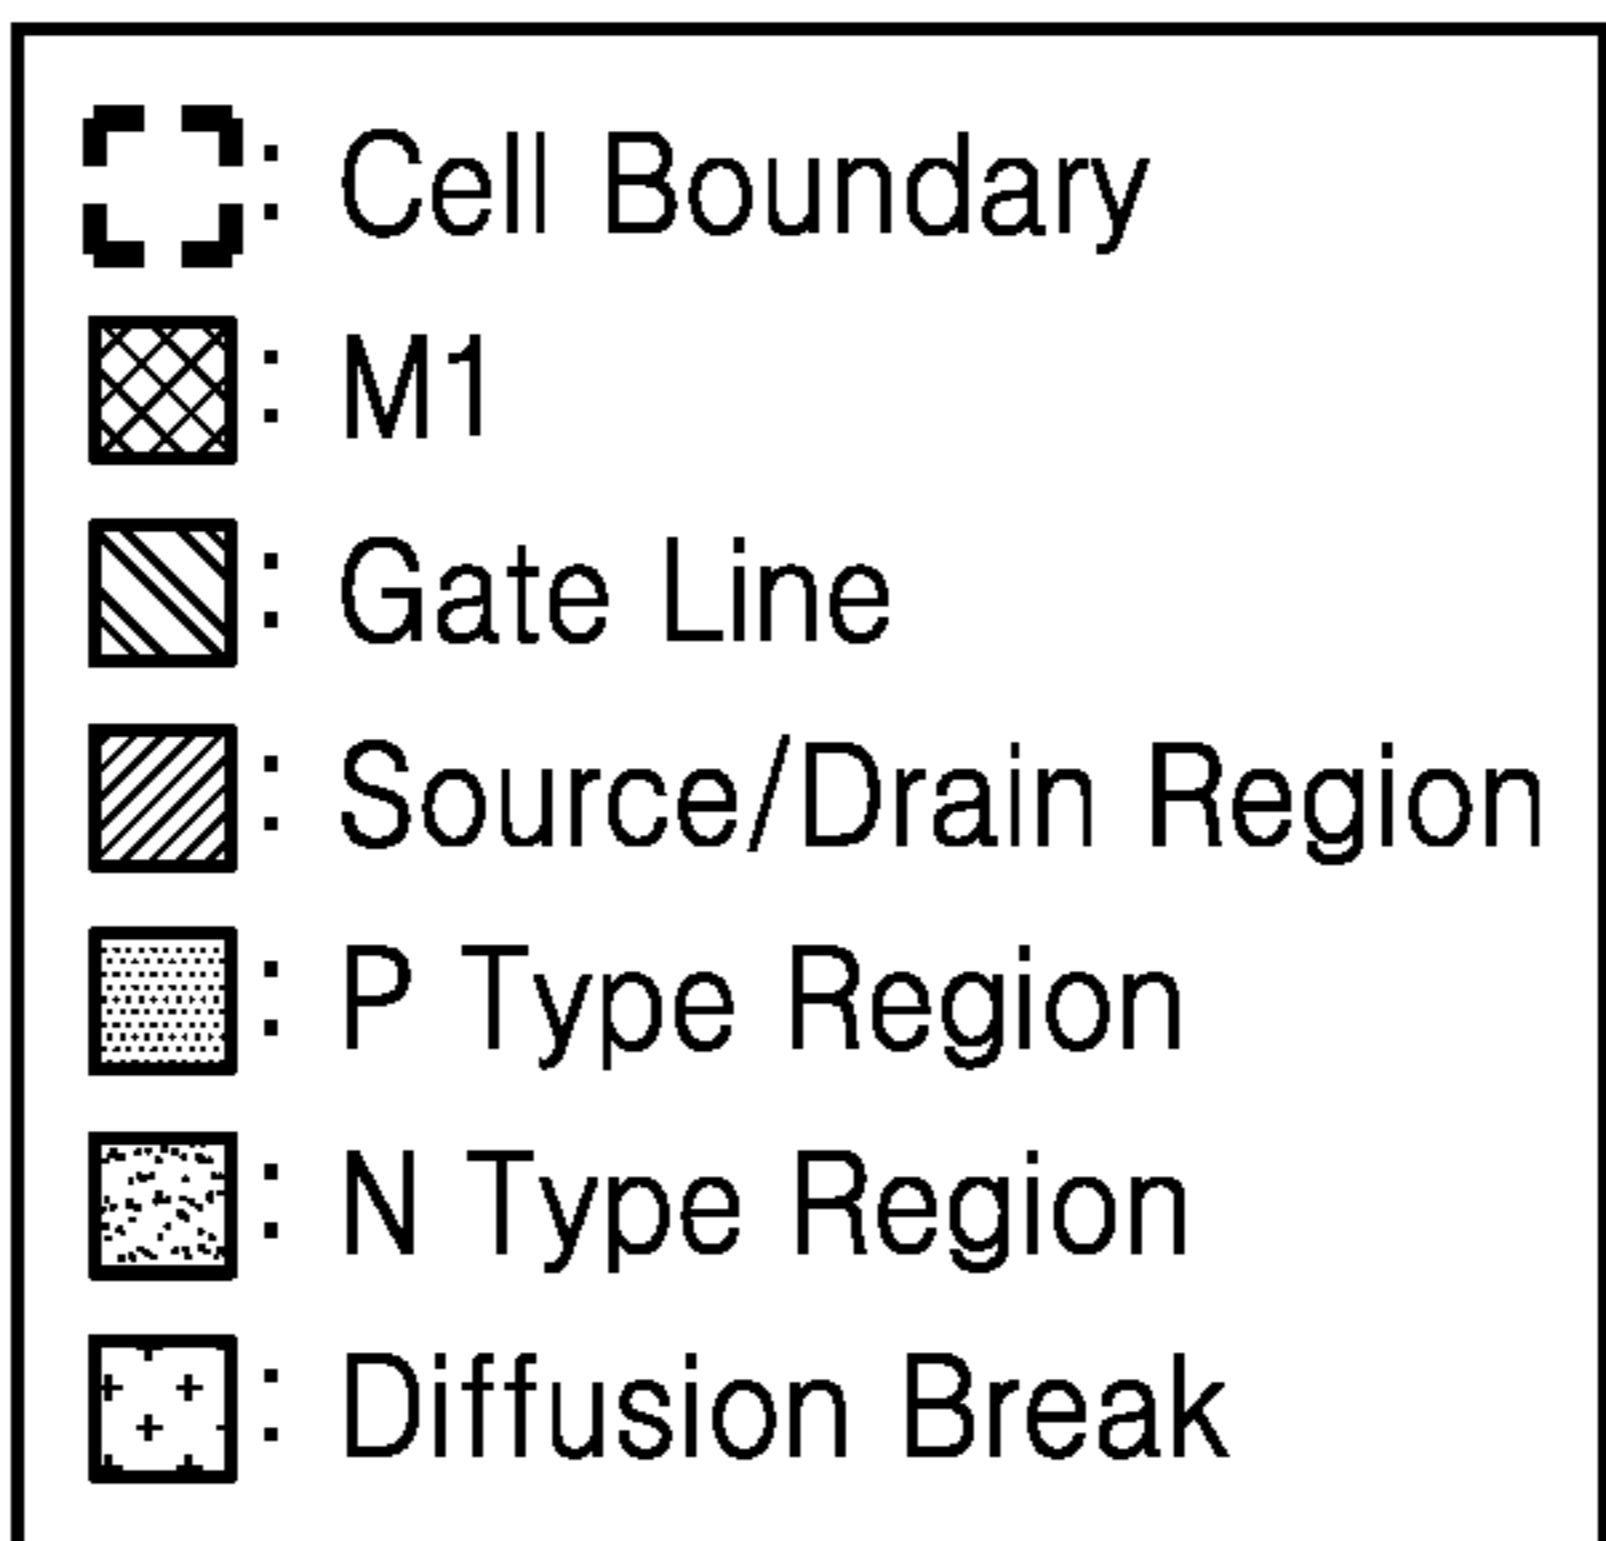 : Cell Boundary
: M1
: Gate Line
: Source/Drain Region
: P Type Region
: N Type Region
: Diffusion Break